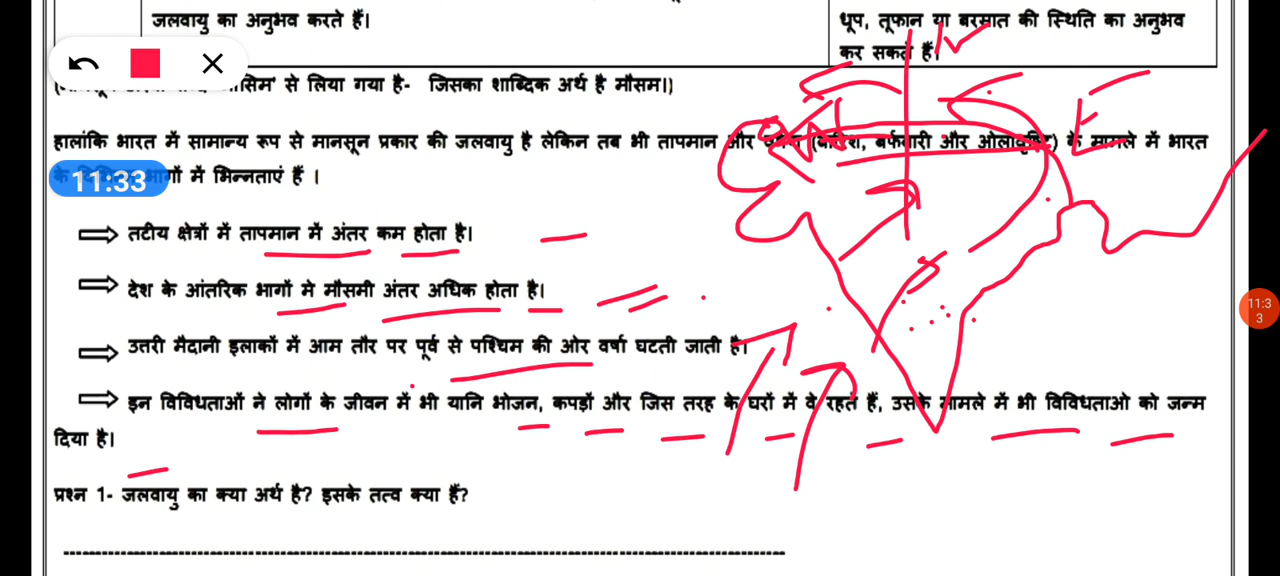 जलवायु का अनुभव करते हैं।
धूप, तूफान या बरसात की स्थिति का अनुभव
कर सकते हैं।
से लिया गया है- जिसका शाब्दिक अर्थ है मौसम।)
हालांकि भारत में सामान्य रूप से मानसून प्रकार की जलवायु है लेकिन तब भी तापमान और (बारिश, बर्फबारी और ओलावृष्टि) के मामले में भारत
के भागों में भिन्नताएं हैं ।
11:33
तटीय क्षेत्रों में तापमान में अंतर कम होता है।
देश के आंतरिक भागों मे मौसमी अंतर अधिक होता है।
11:3
3
उत्तरी मैदानी इलाकों में आम तौर पर पूर्व से पश्चिम की ओर वर्षा घटती जाती है।
इन विविधताओं ने लोगों के जीवन में भी यानि भोजन, कपड़ों और जिस तरह के घरों में वे रहते हैं, उसके मामले में भी विविधताओ को जन्म
दिया है।
प्रश्न 1- जलवायु का क्या अर्थ है? इसके तत्व क्या हैं?
N
E